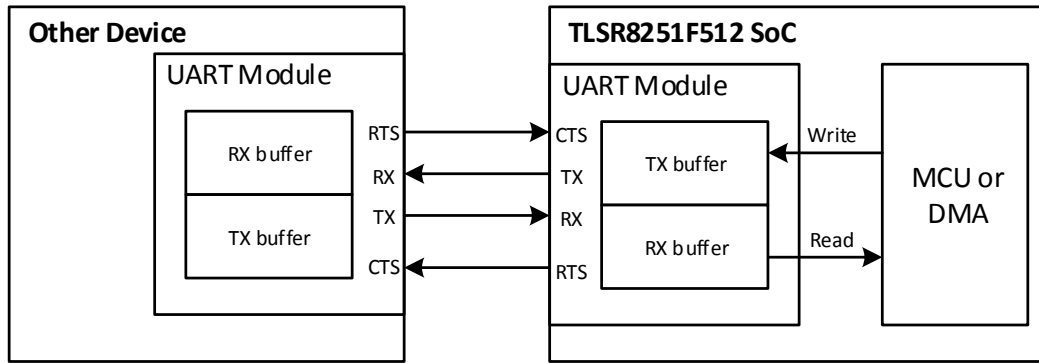 Other Device
UART Module
RX buffer
TX buffer
RTS
RX
TX
CTS
TLSR8251F512 SoC
UART Module
CTS
TX
RX
RTS
TX buffer
RX buffer
Write
Read
MCU or
DMA